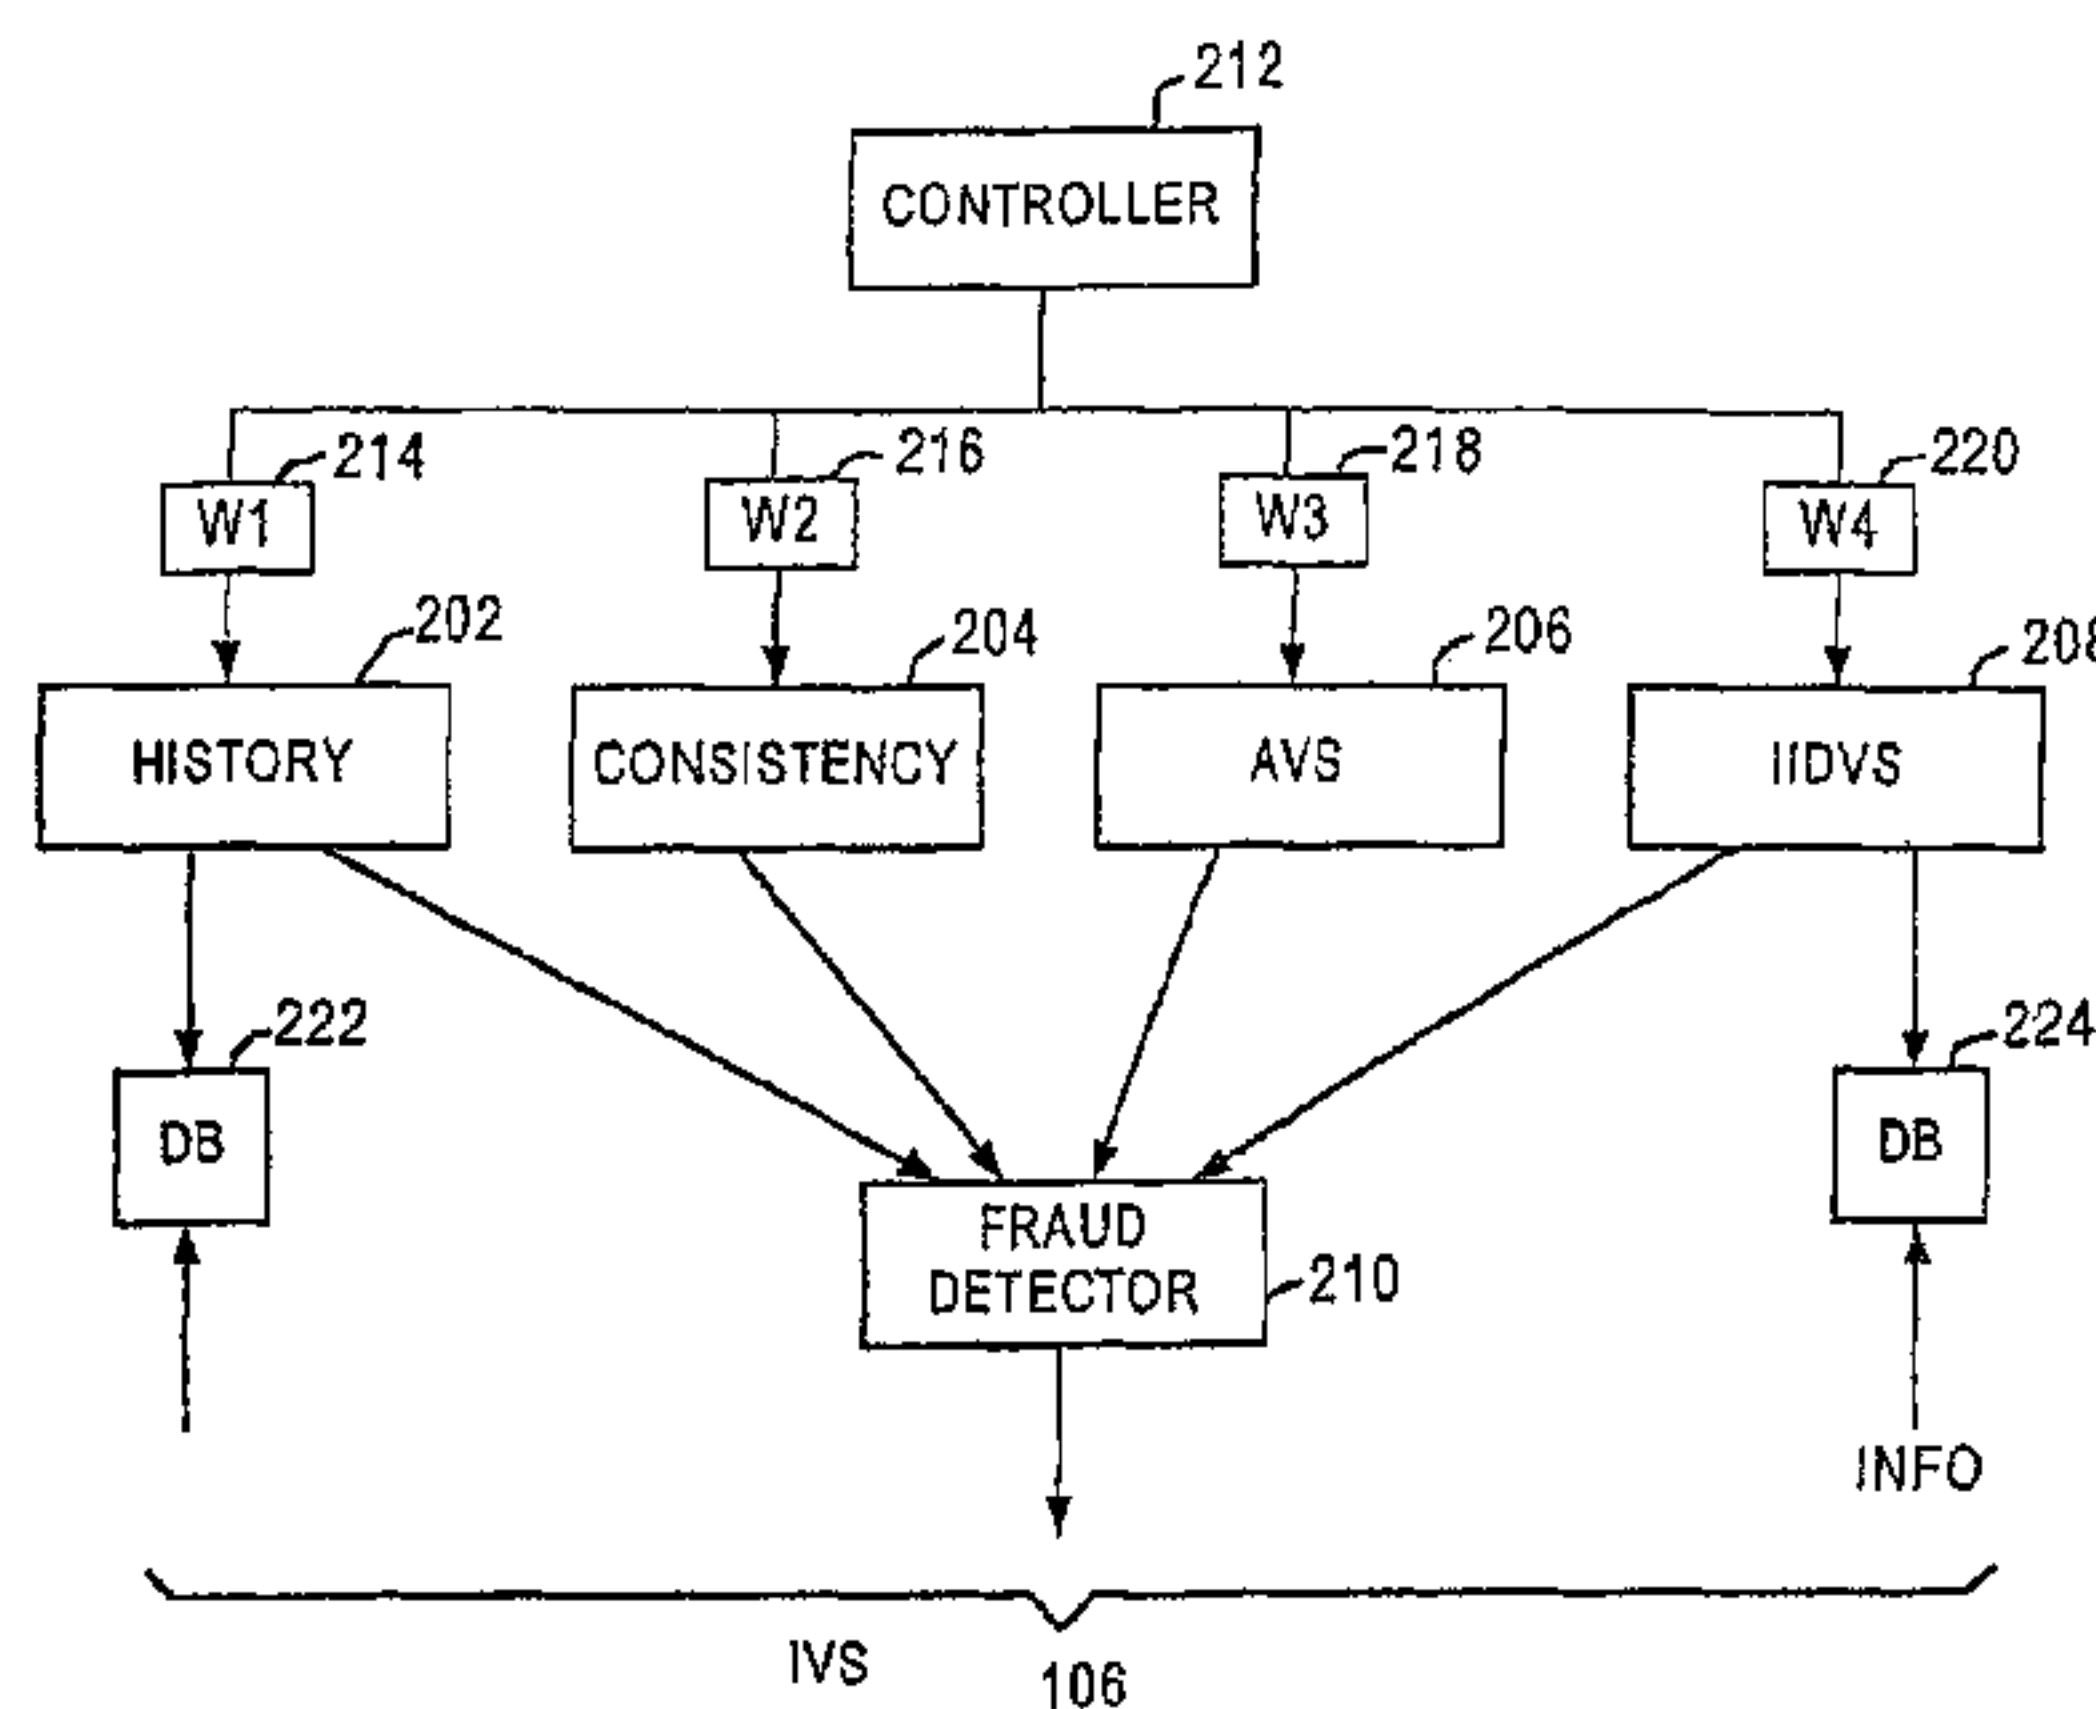 212
CONTROLLER
214
216
218
220
W1
W2
W3
W4
202
204
206
208
HISTORY
CONSISTENCY
AVS
IIDVS
222
224
DB
DB
FRAUD
DETECTOR
210
INFO
IVS
106